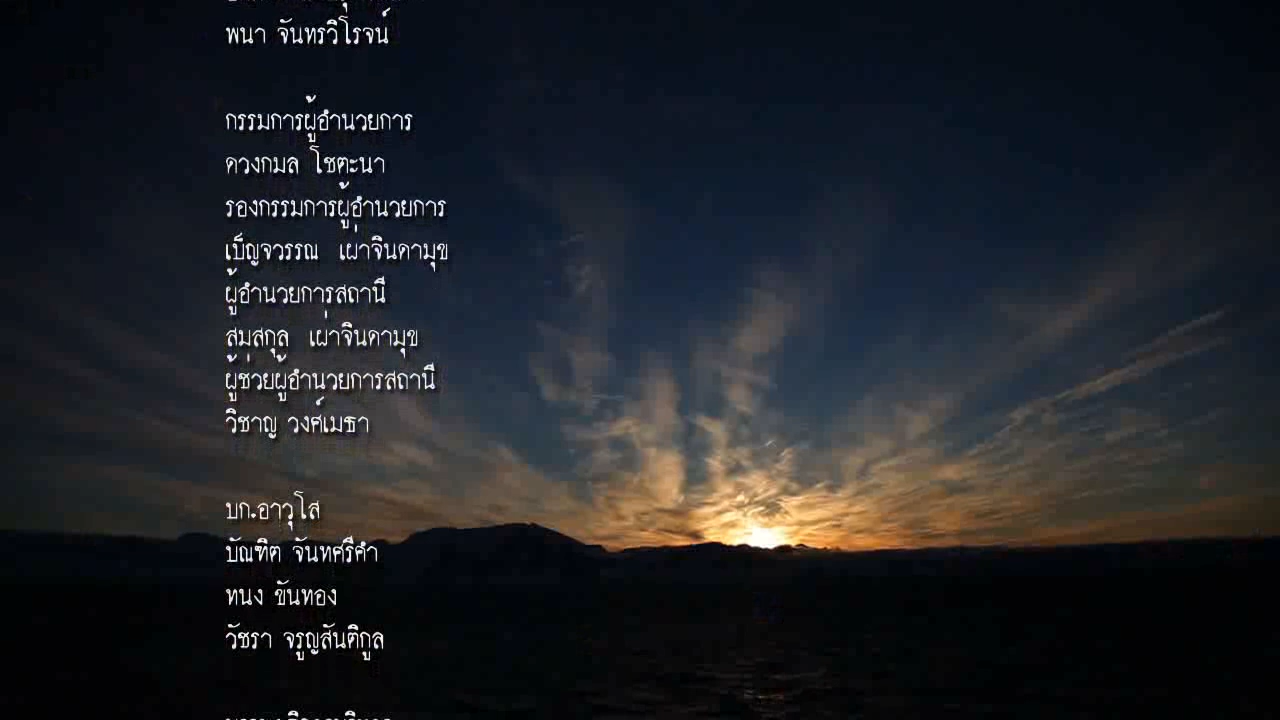 พนา จันทรวิโรจน์
กรรมการผู้อำนวยการ
ดวงกมล โชตะนา
รองกรรมการผู้อำนวยการ
เบ็ญจวรรณ เผ่าจินดามุข
ผู้อำนวยการสถานี
สมสกุล เผ่าจินดามุข
ผู้ช่วยผู้อำนวยการสถานี
วิชาญ วงศ์เมธา
บก.อาวุโส
บัณฑิต จันทศรีคำ
ทนง ขันทอง
วัชรา จรูญสันติกูล